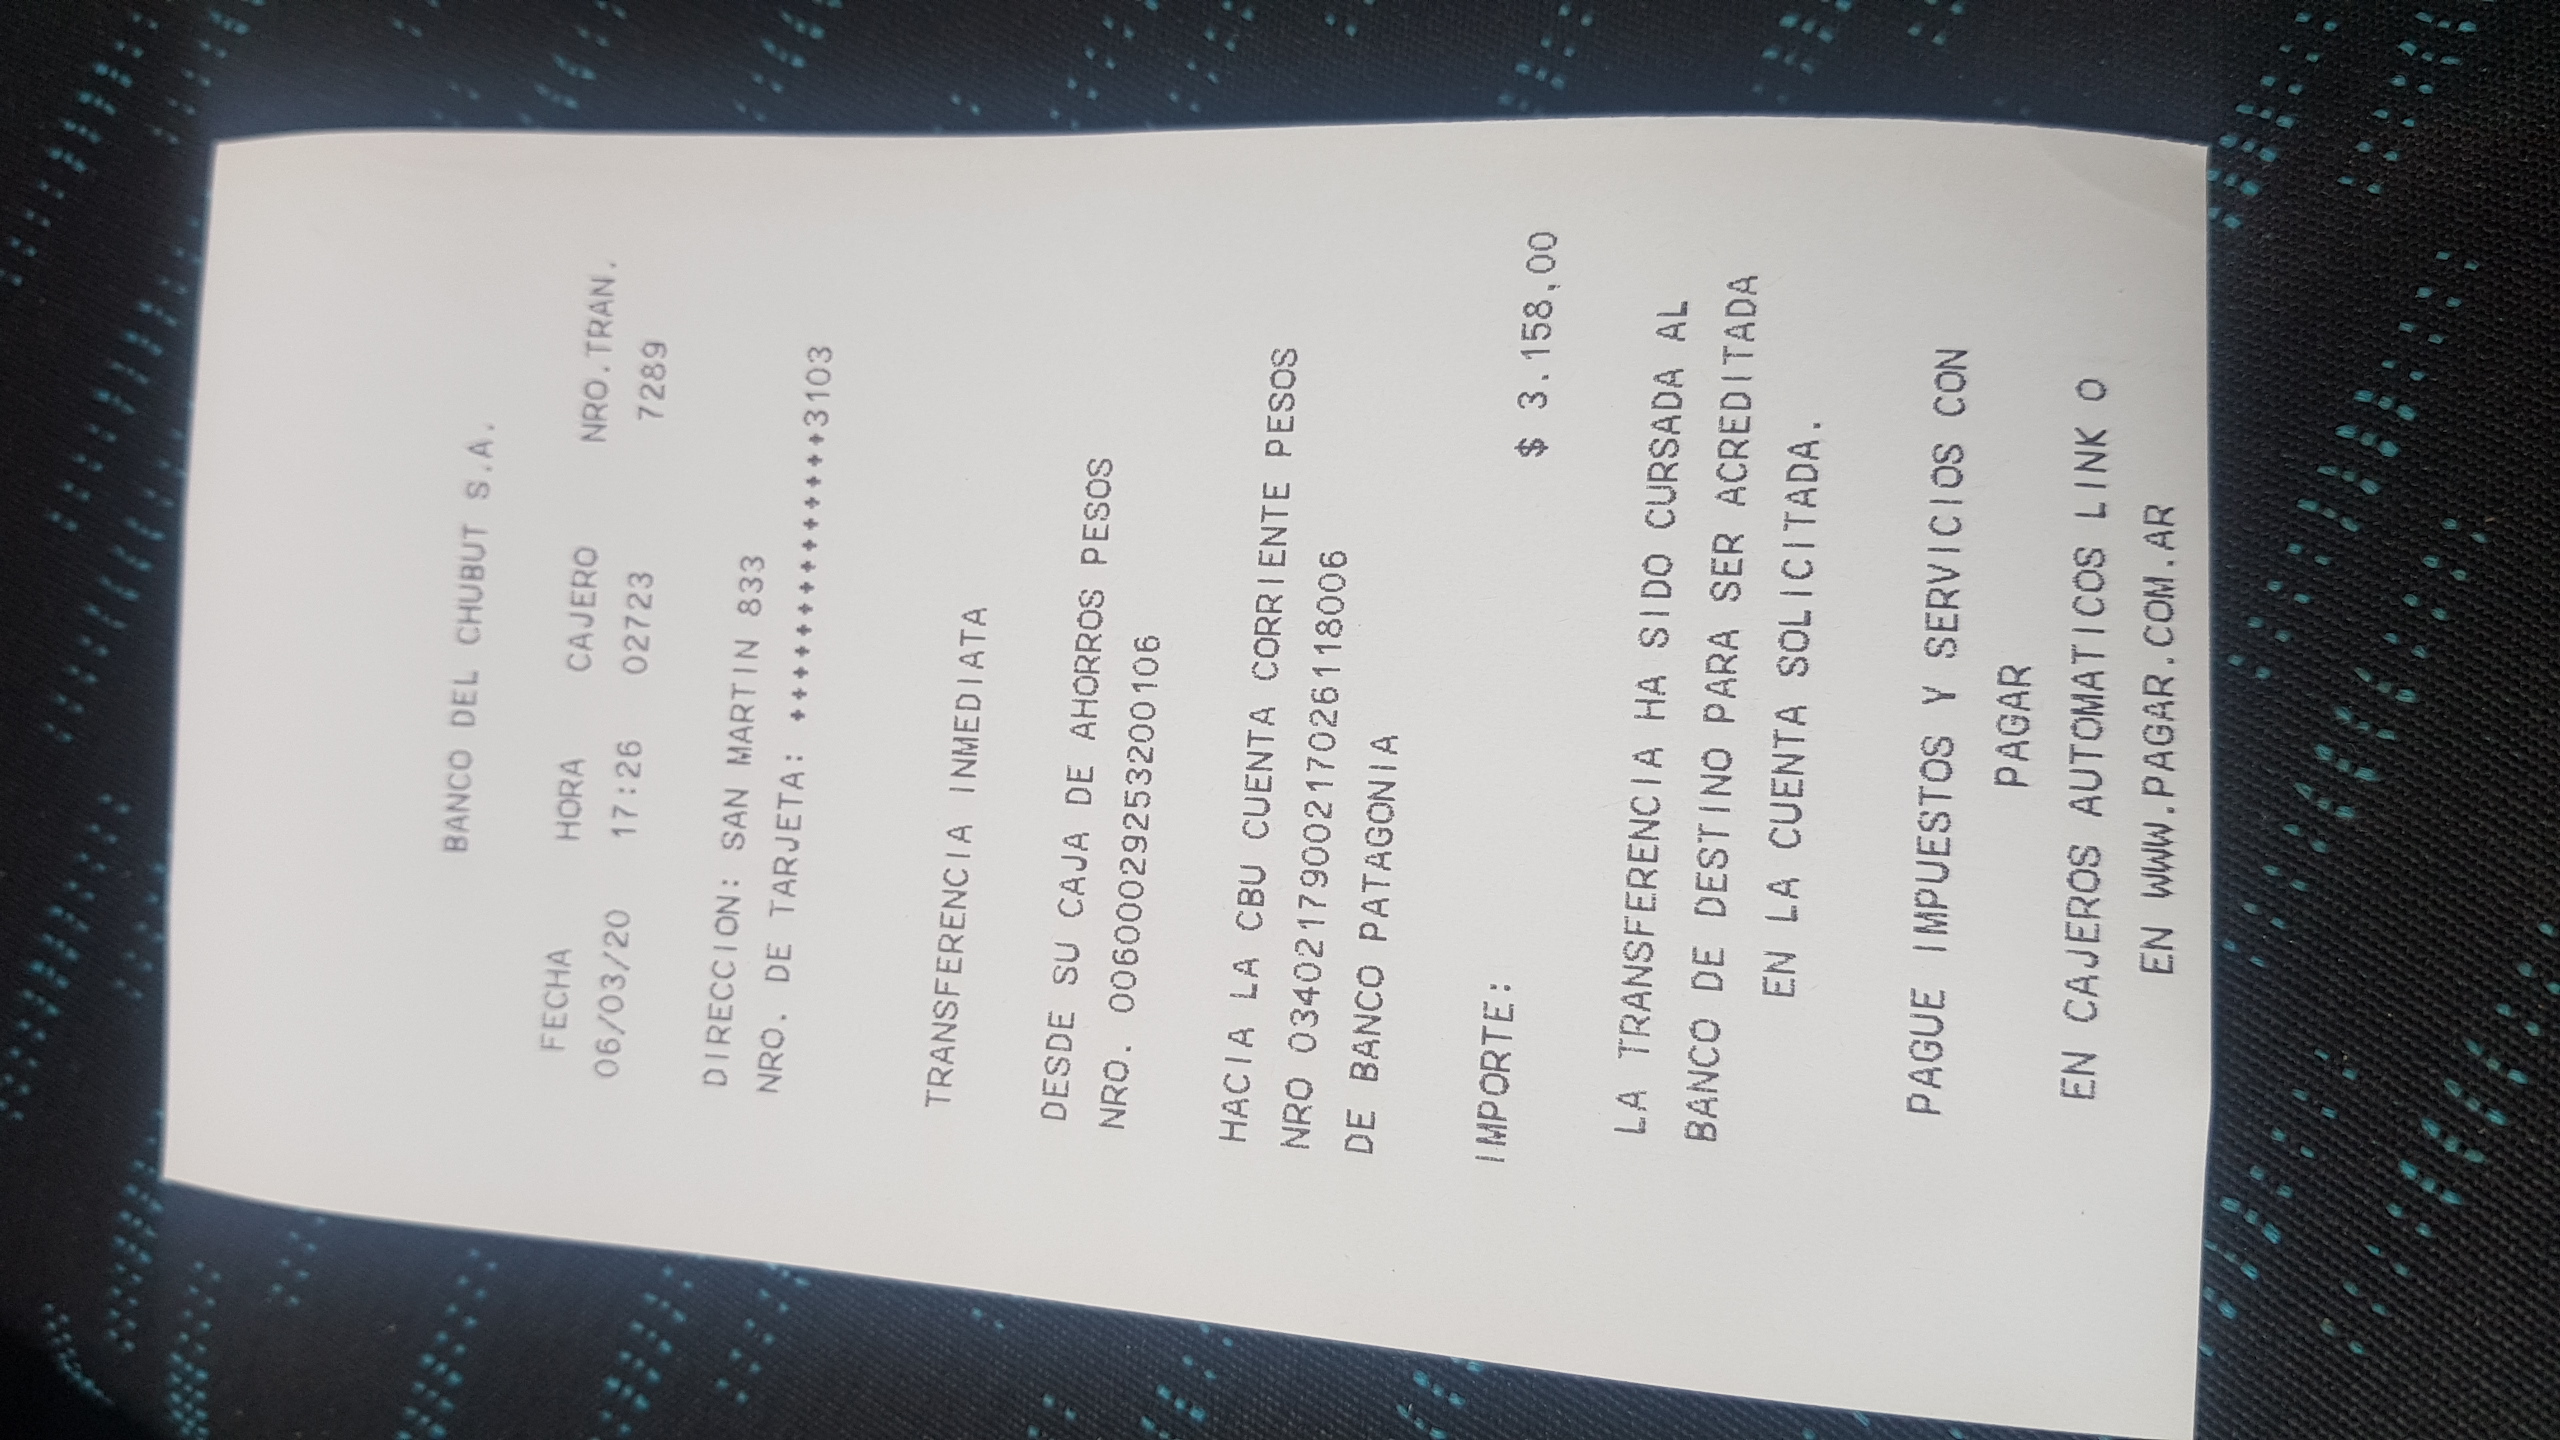 BANCO DEL CHUBUT S.A.
FECHA HORA CAJERO NRO.TRAN.
06/03/20 17:26 02723 7289
DIRECCION: SAN MARTIN 833
NRO. DE TARJETA: ++++++++++++++3103
TRANSFERENCIA INMEDIATA
DESDE SU CAJA DE AHORROS PESOS
NRO. 00600029253200106
HACIA LA CBU CUENTA CORRIENTE PESOS
NRO 0340217900217026118006
DE BANCO PATAGONIA
IMPORTE:
$ 3.158,00
LA TRANSFERENCIA HA SIDO CURSADA AL
BANCO DE DESTINO PARA SER ACREDITADA
EN LA CUENTA SOLICITADA.
PAGUE IMPUESTOS Y SERVICIOS CON
PAGAR
EN CAJEROS AUTOMATICOS LINK O
EN WWW.PAGAR.COM.AR